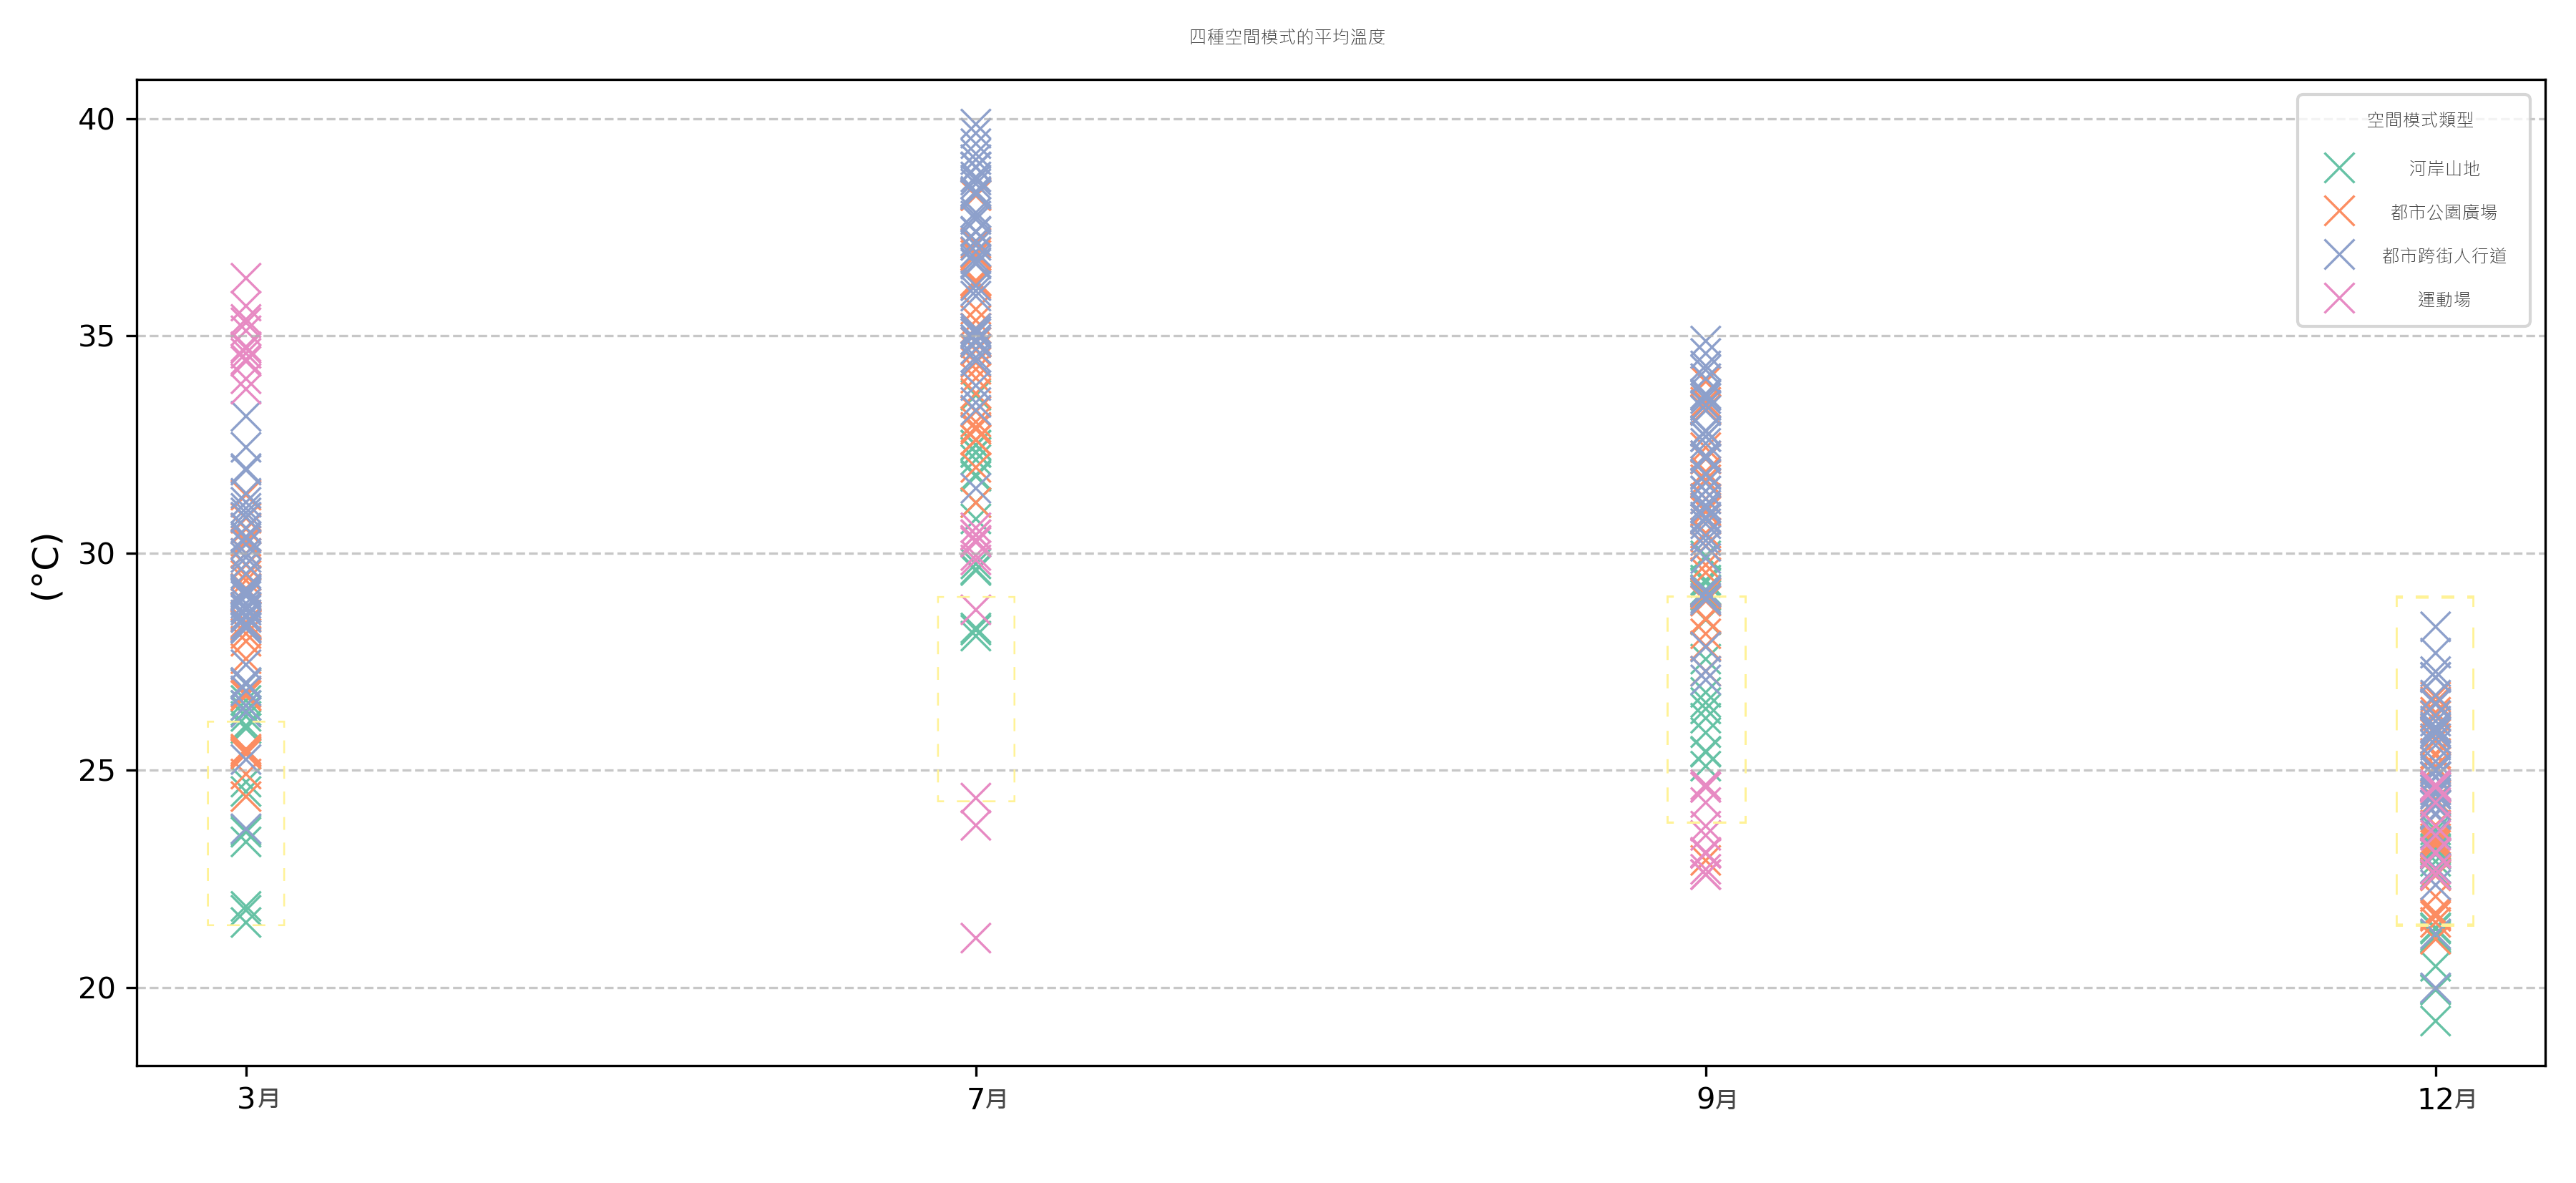 四種空間模式的平均溫度
空間模式類型
河岸山地
都市公園廣場
都市跨街人行道
運動場
(°C)
40
35
30
25
20
3月
7月
9月
12月